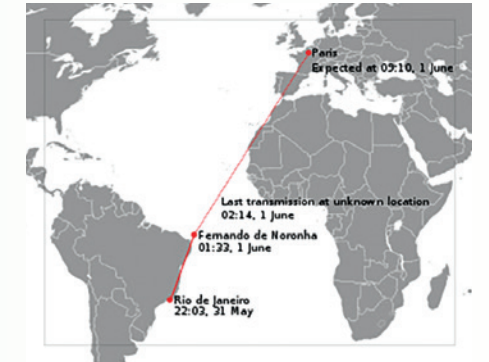 Paris
Expected at 09:10, 1 June
Last transmission at unknown location
02:14, 1 June
Fernando de Noronha
01:33, 1 June
Rio de Janeiro
22:03, 31 May